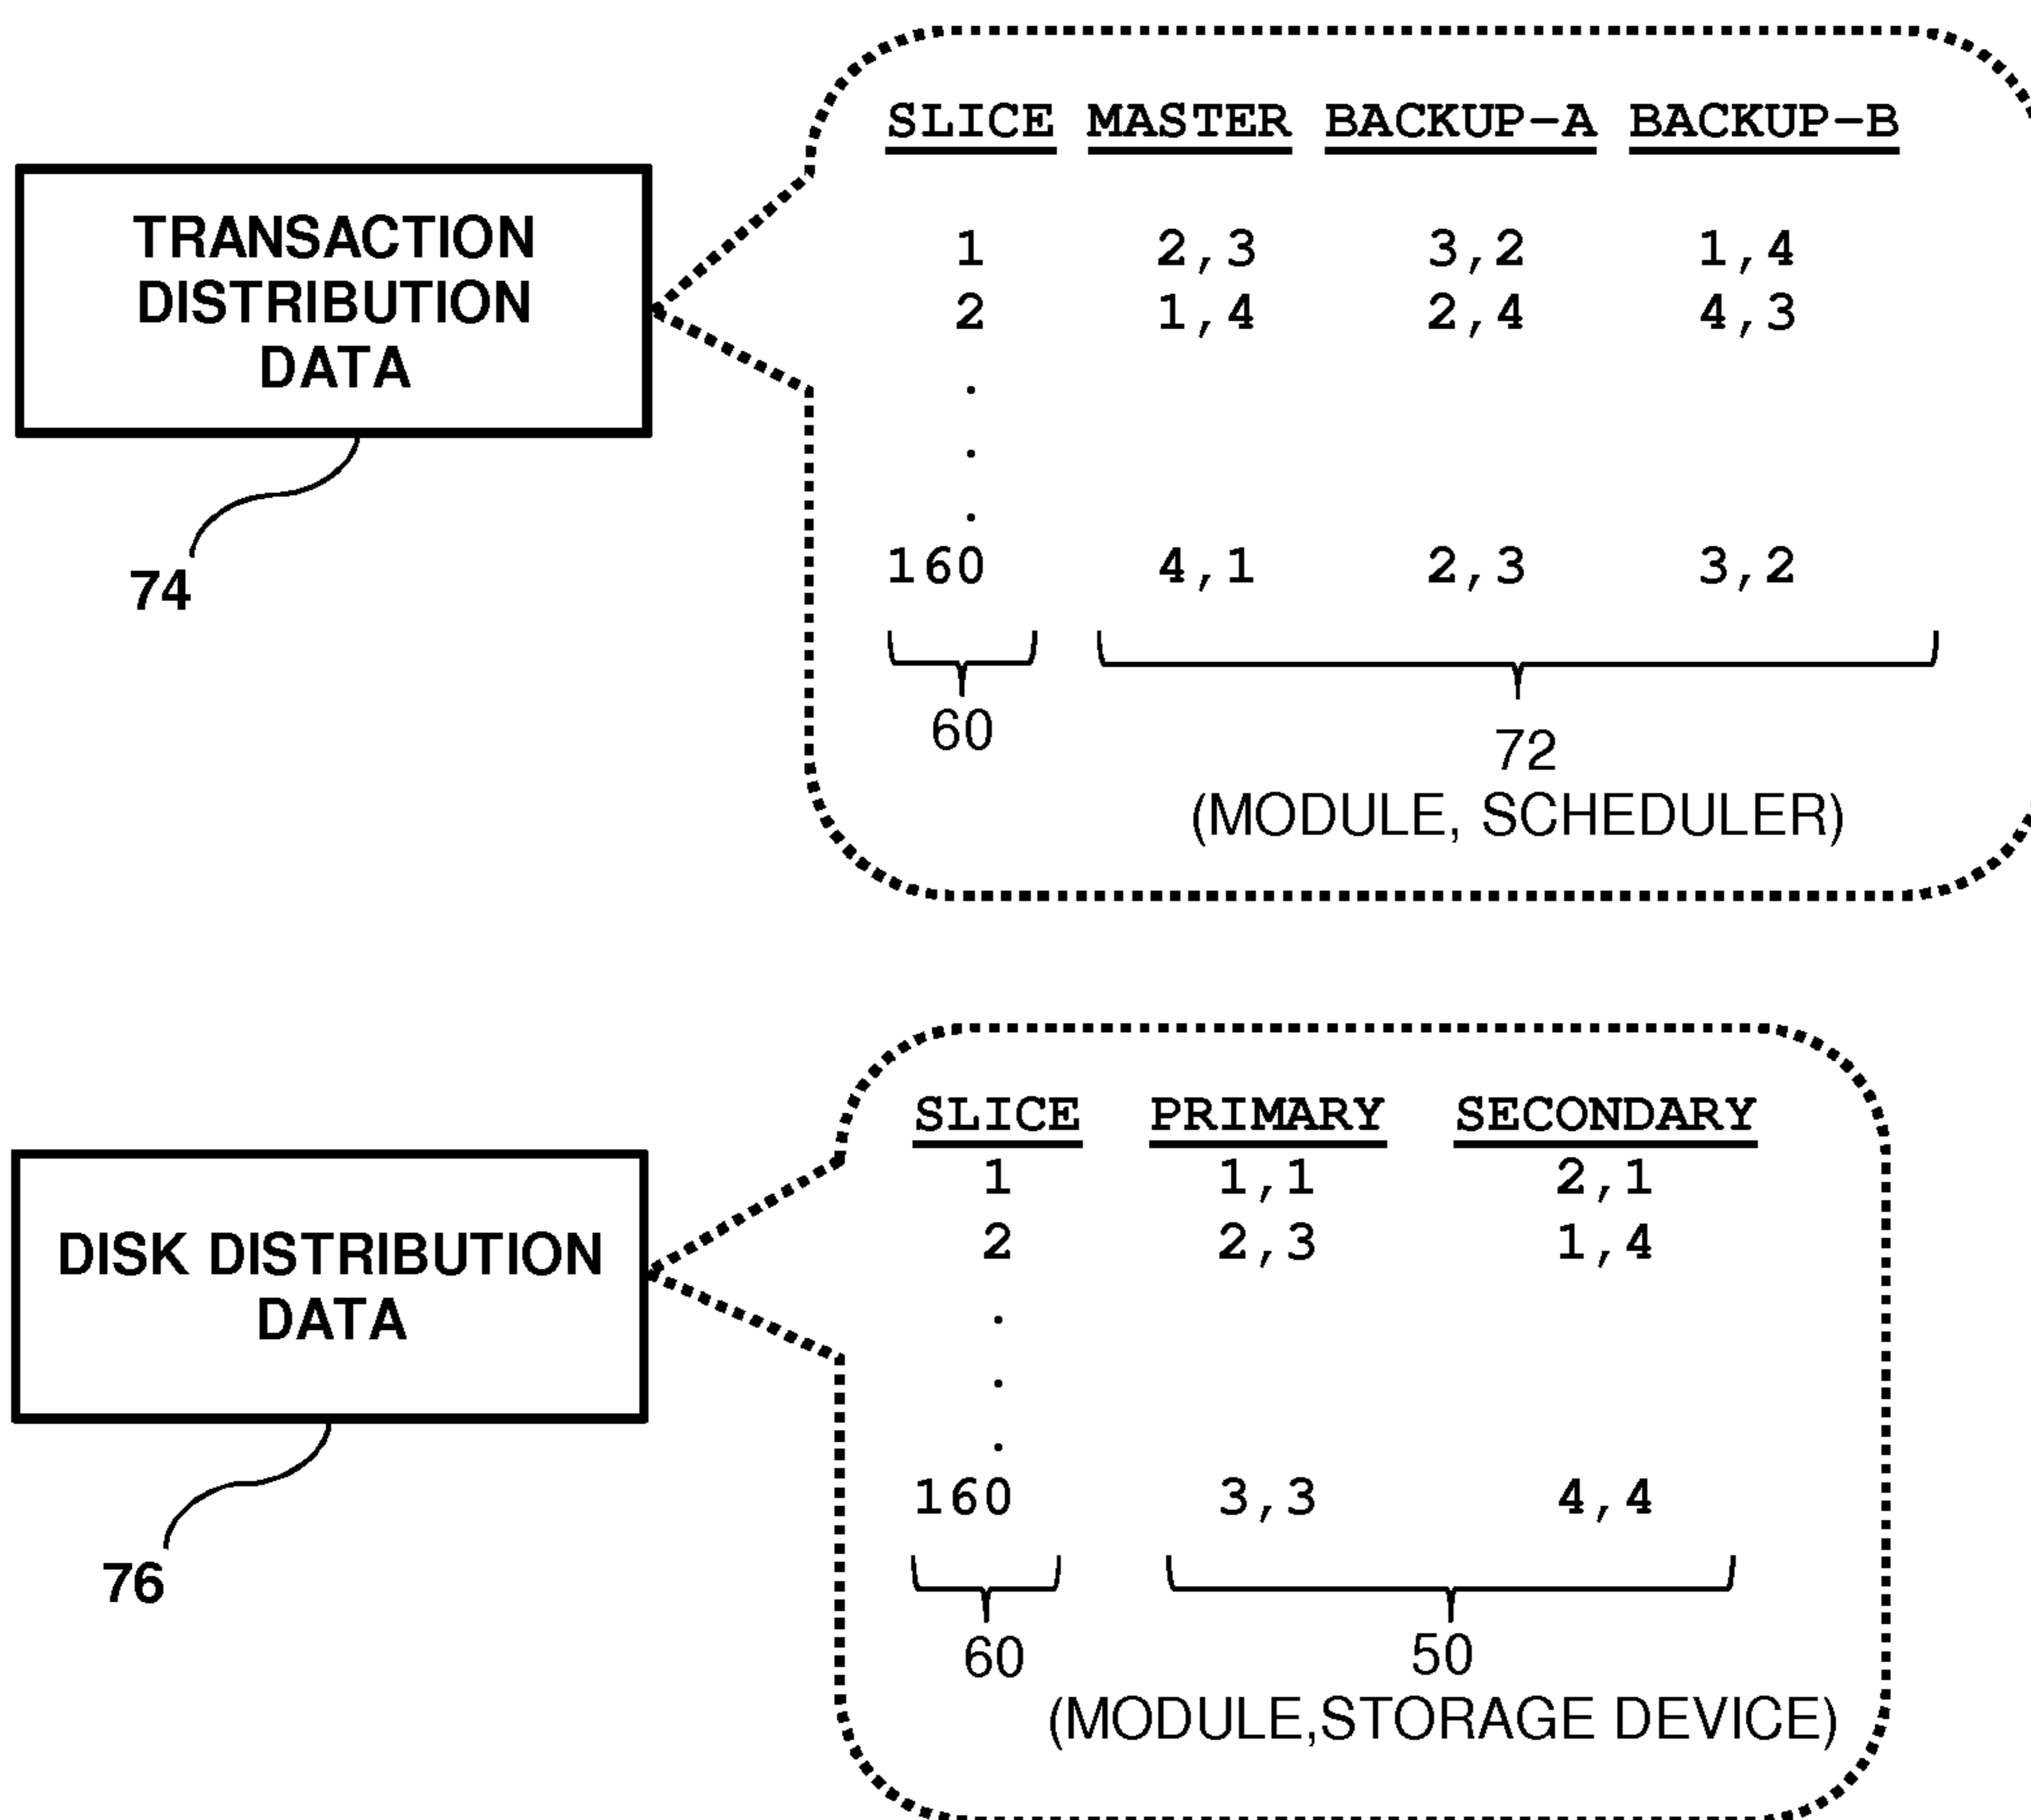 TRANSACTION
DISTRIBUTION
DATA
74
SLICE MASTER BACKUP-A BACKUP-B
1 2,3 3,2 1,4
2 1,4 2,4 4,3
.
.
.
160 4,1 2,3 3,2
60
72
(MODULE, SCHEDULER)
DISK DISTRIBUTION
DATA
76
SLICE PRIMARY SECONDARY
1 1,1 2,1
2 2,3 1,4
.
.
.
160 3,3 4,4
60
50
(MODULE,STORAGE DEVICE)